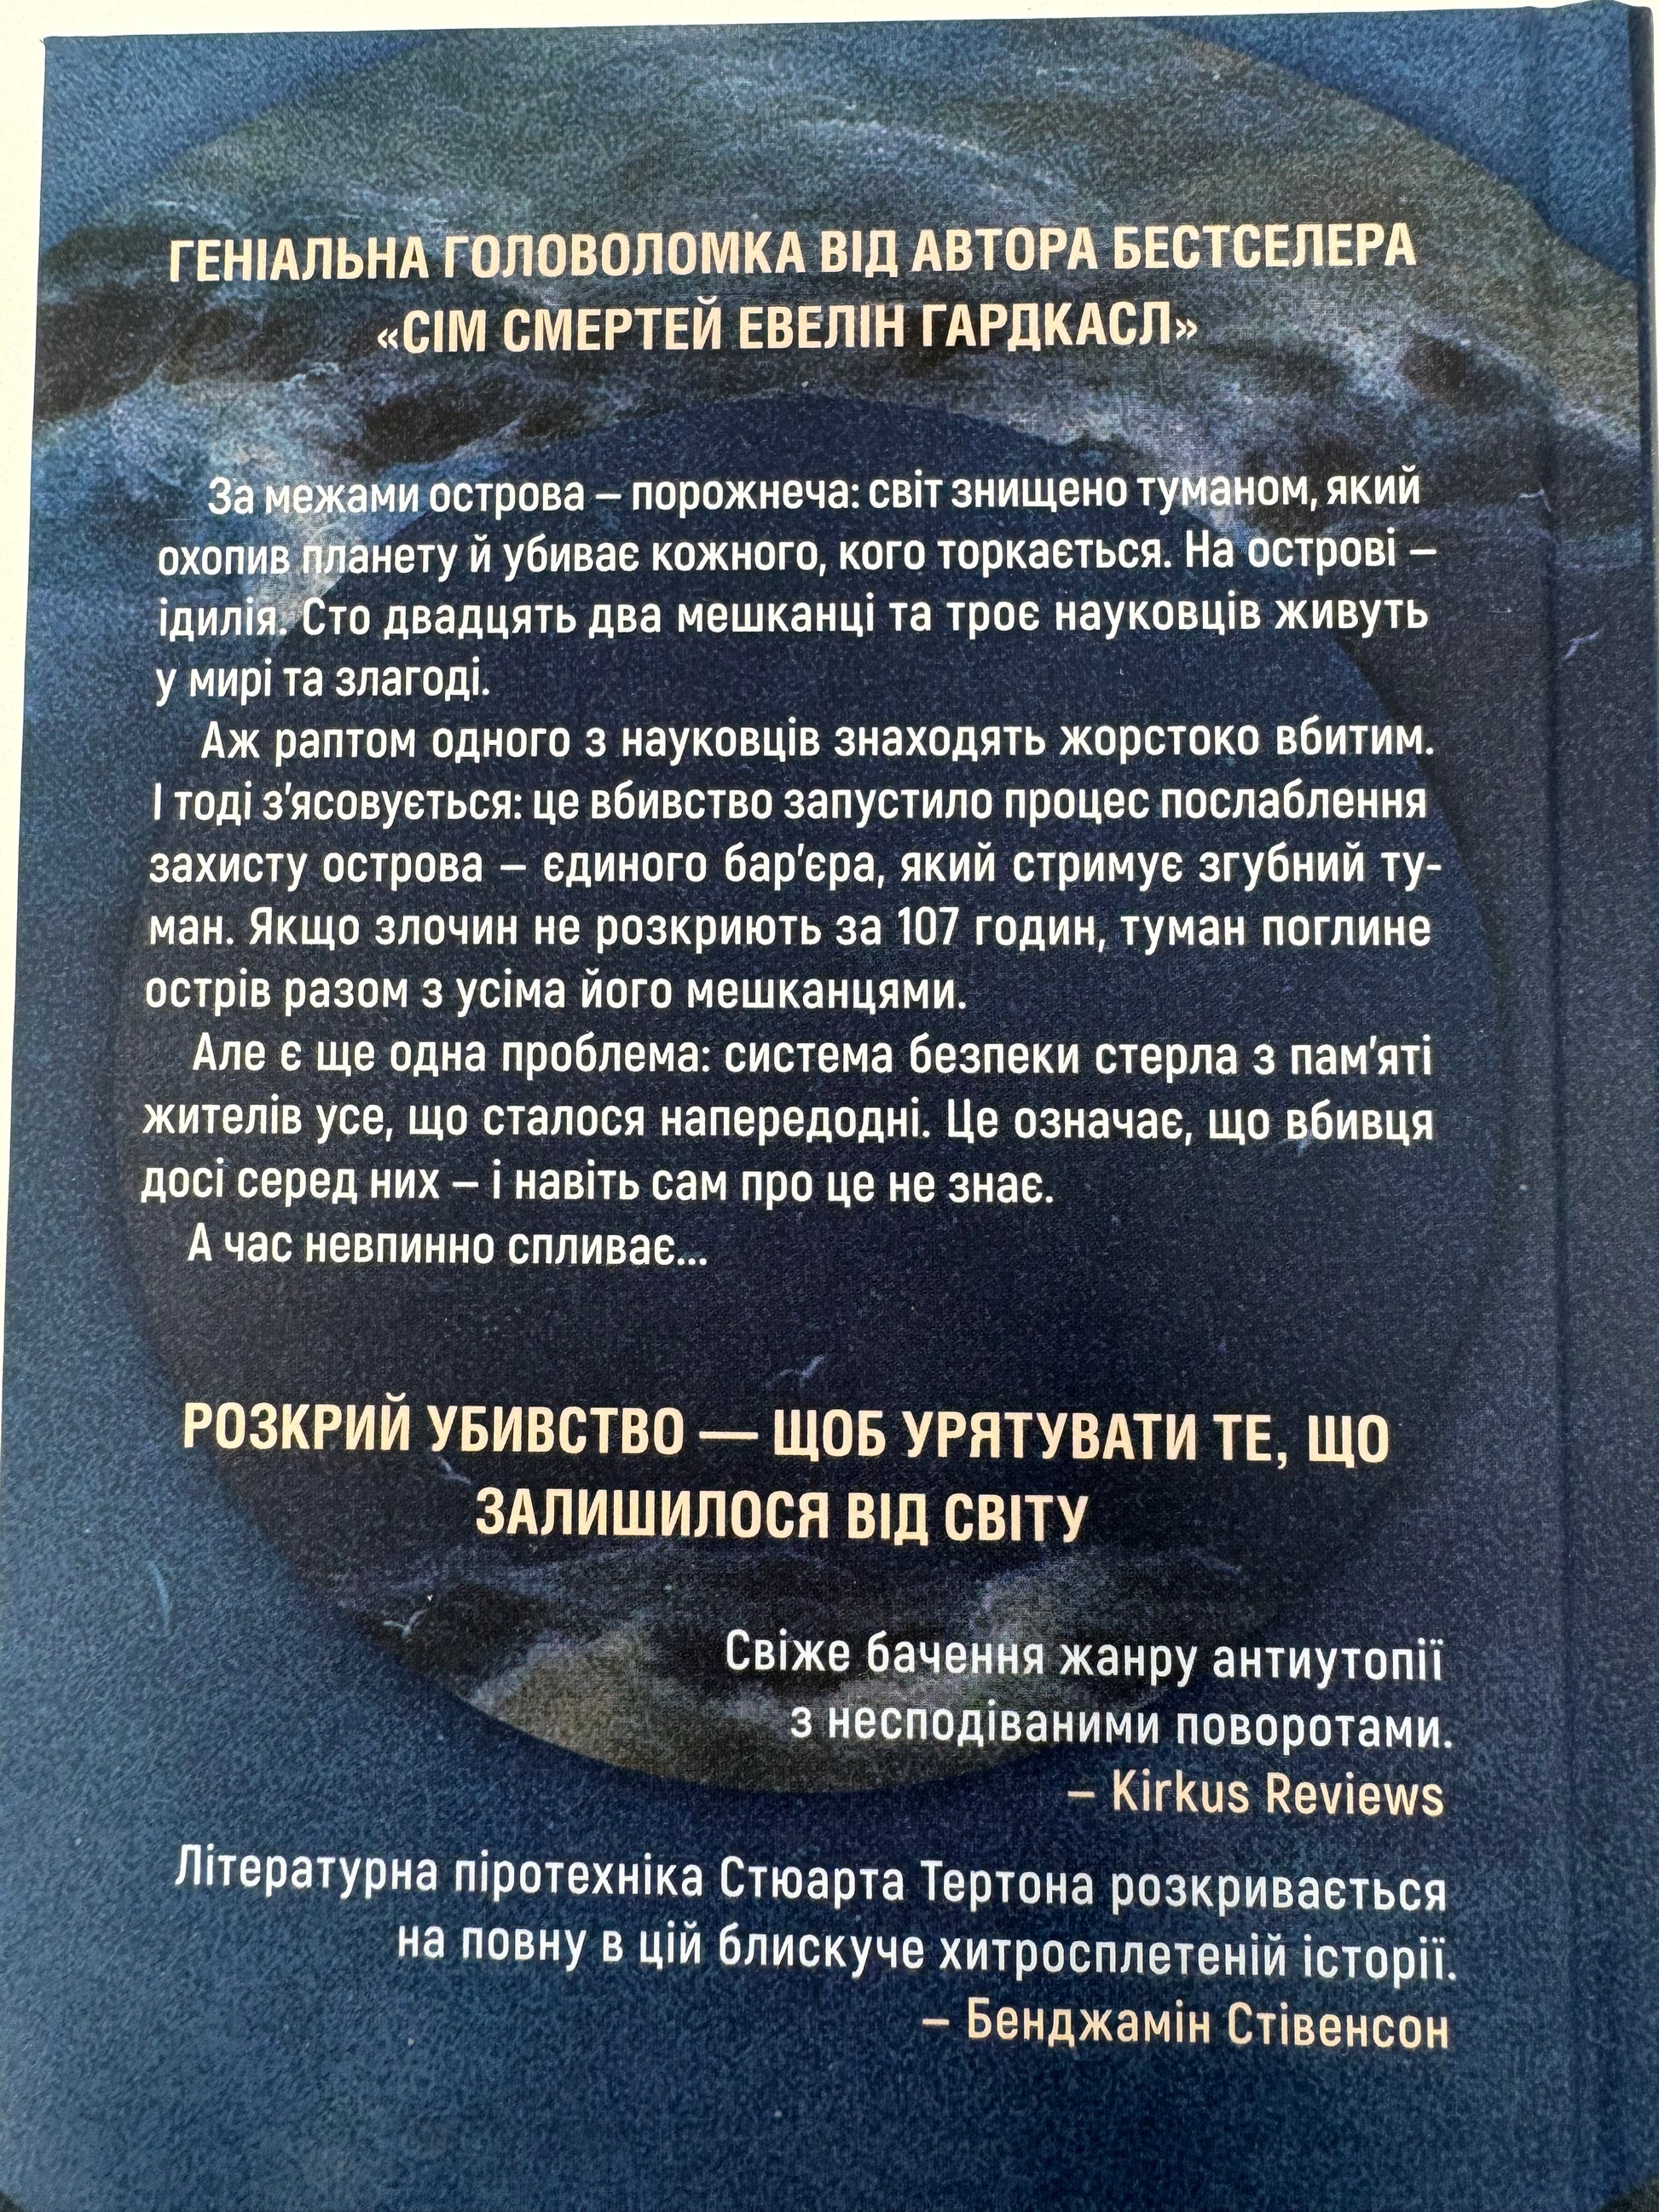 ГЕНІАЛЬНА ГОЛОВОЛОМКА ВІД АВТОРА БЕСТСЕЛЕРА
«СІМ СМЕРТЕЙ ЕВЕЛІН ГАРДКАСЛ»
За межами острова – порожнеча: світ знищено туманом, який
охопив планету й убиває кожного, кого торкається. На острові –
ідилія. Сто двадцять два мешканці та троє науковців живуть
у мирі та злагоді.
Аж раптом одного з науковців знаходять жорстоко вбитим.
І тоді з’ясовується: це вбивство запустило процес послаблення
захисту острова – єдиного бар’єра, який стримує згубний ту-
ман. Якщо злочин не розкриють за 107 годин, туман поглине
острів разом з усіма його мешканцями.
Але є ще одна проблема: система безпеки стерла з пам’яті
жителів усе, що сталося напередодні. Це означає, що вбивця
досі серед них – і навіть сам про це не знає.
А час невпинно спливає...
РОЗКРИЙ УБИВСТВО — ЩОБ УРЯТУВАТИ ТЕ, ЩО
ЗАЛИШИЛОСЯ ВІД СВІТУ
Свіже бачення жанру антиутопії
з несподіваними поворотами.
– Kirkus Reviews
Літературна піротехніка Стюарта Тертона розкривається
на повну в цій блискуче хитросплетеній історії.
– Бенджамін Стівенсон